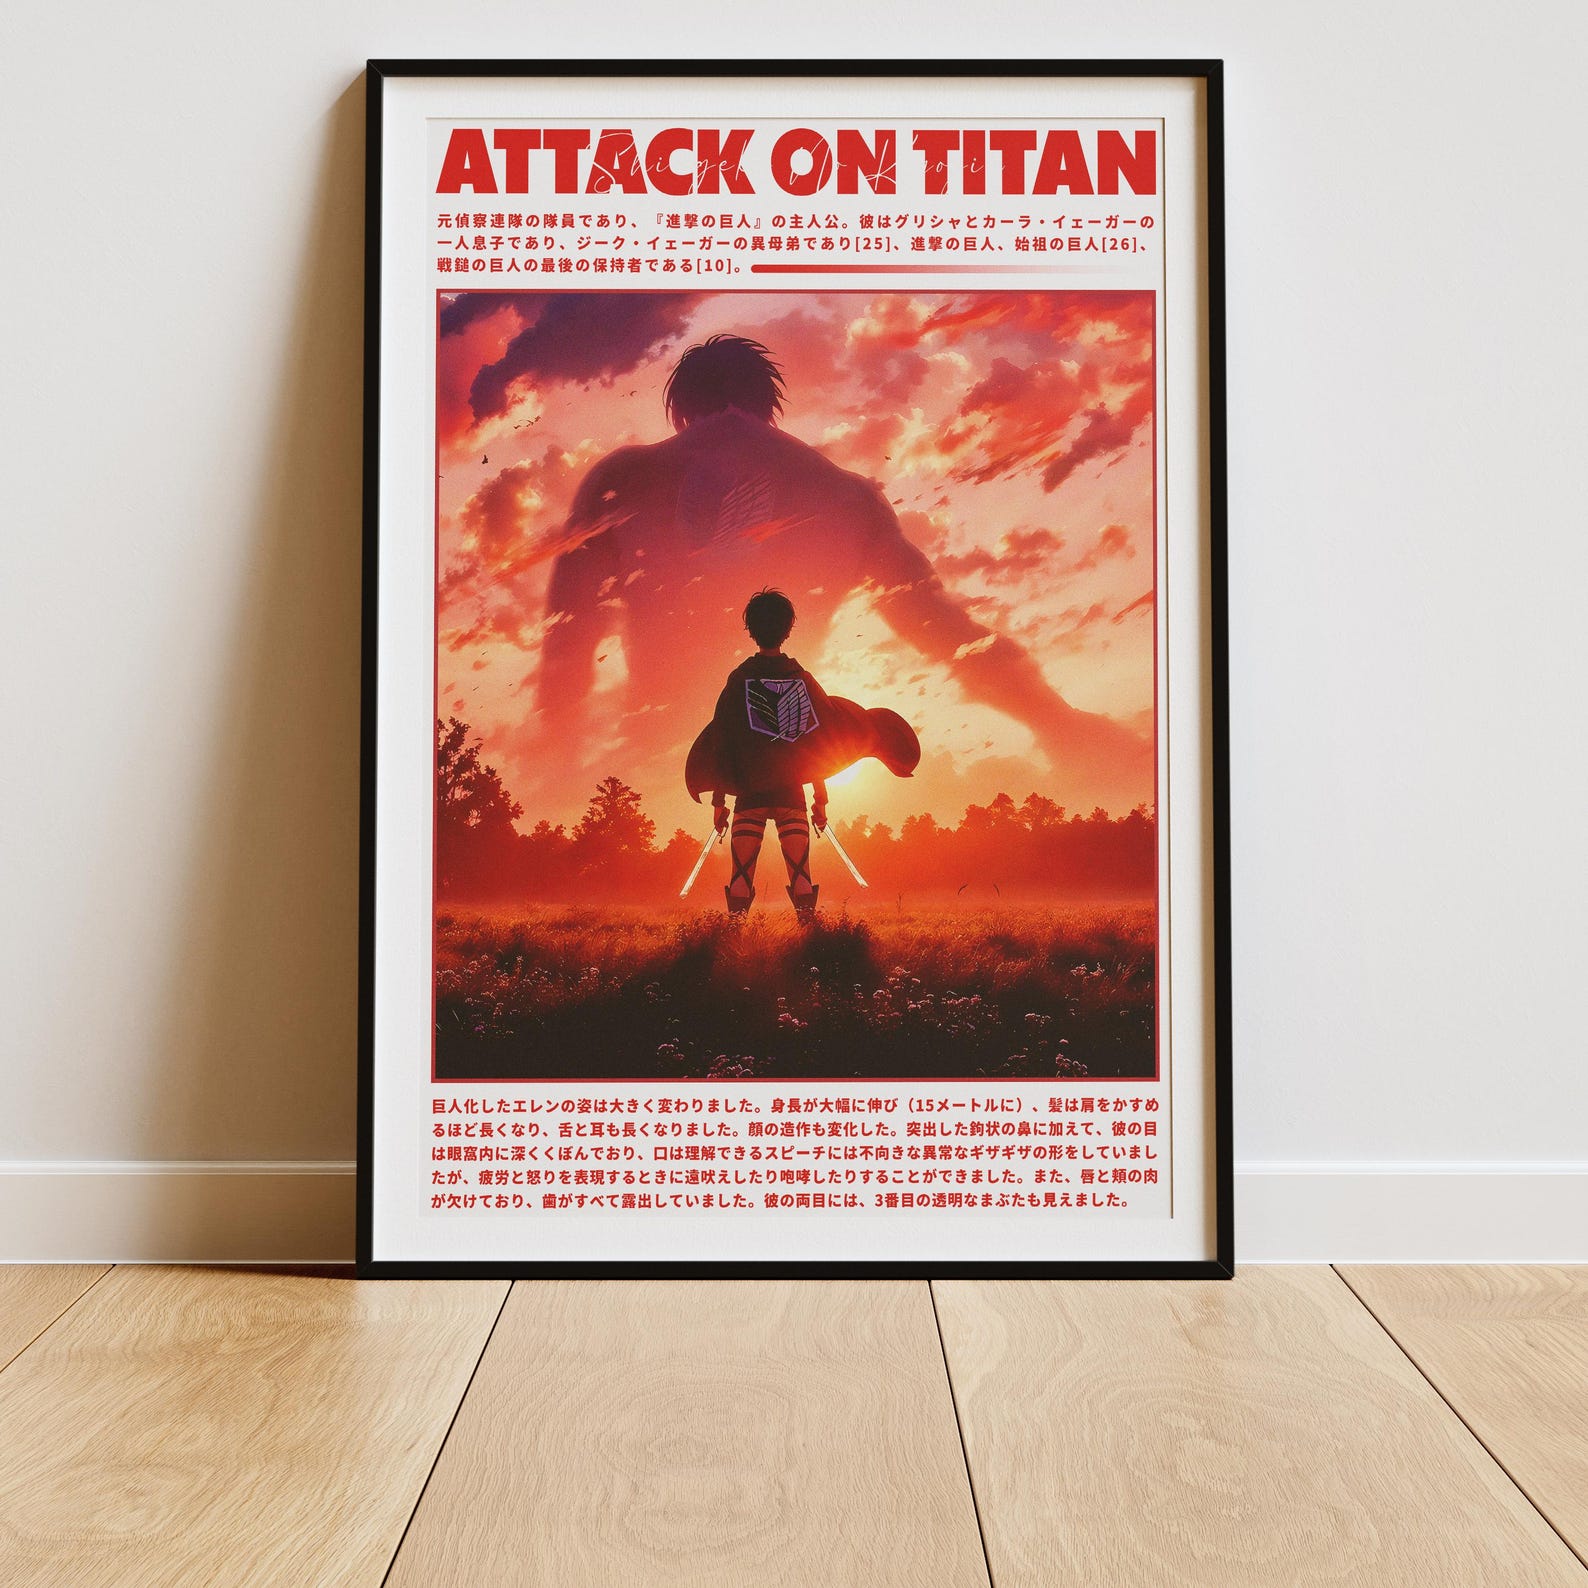 ATTACK ON TITAN
Shingeki No Kyojin
元偵察連隊の隊員であり、『進撃の巨人』の主人公。彼はグリシャとカーラ・イェーガーの
一人息子であり、ジーク・イェーガーの異母弟であり[25]、進撃の巨人、始祖の巨人[26]、
戦鎚の巨人の最後の保持者である[10]。
巨人化したエレンの姿は大きく変わりました。身長が大幅に伸び（15メートルに）、髪は肩をかすめ
るほど長くなり、舌と耳も長くなりました。顔の造作も変化した。突出した鉤状の鼻に加えて、彼の目
は眼窩内に深くくぼんでおり、口は理解できるスピーチには不向きな異常なギザギザの形をしていまし
たが、疲労と怒りを表現するときに遠吠えしたり咆哮したりすることができました。また、唇と頬の肉
が欠けており、歯がすべて露出していました。彼の両目には、3番目の透明なまぶたも見えました。